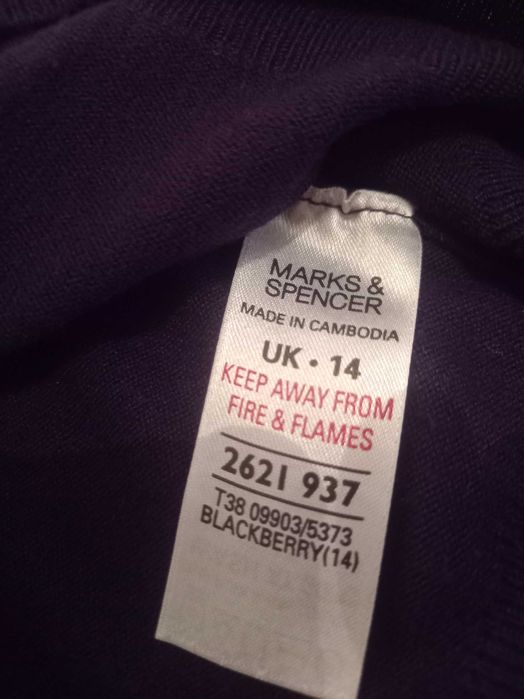 MARKS &
SPENCER
MADE IN CAMBODIA
UK • 14
KEEP AWAY FROM
FIRE & FLAMES
2621 937
T38 09903/5373
BLACKBERRY(14)